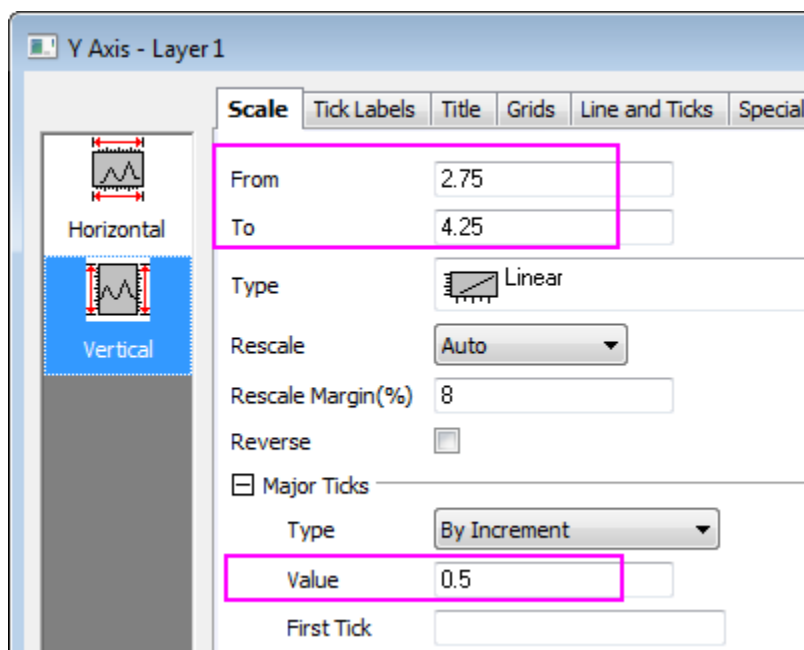 Y Axis - Layer 1
Scale Tick Labels Title Grids Line and Ticks Special
Horizontal
Vertical
From 2.75
To 4.25
Type Linear
Rescale Auto
Rescale Margin(%) 8
Reverse
Major Ticks
Type By Increment
Value 0.5
First Tick